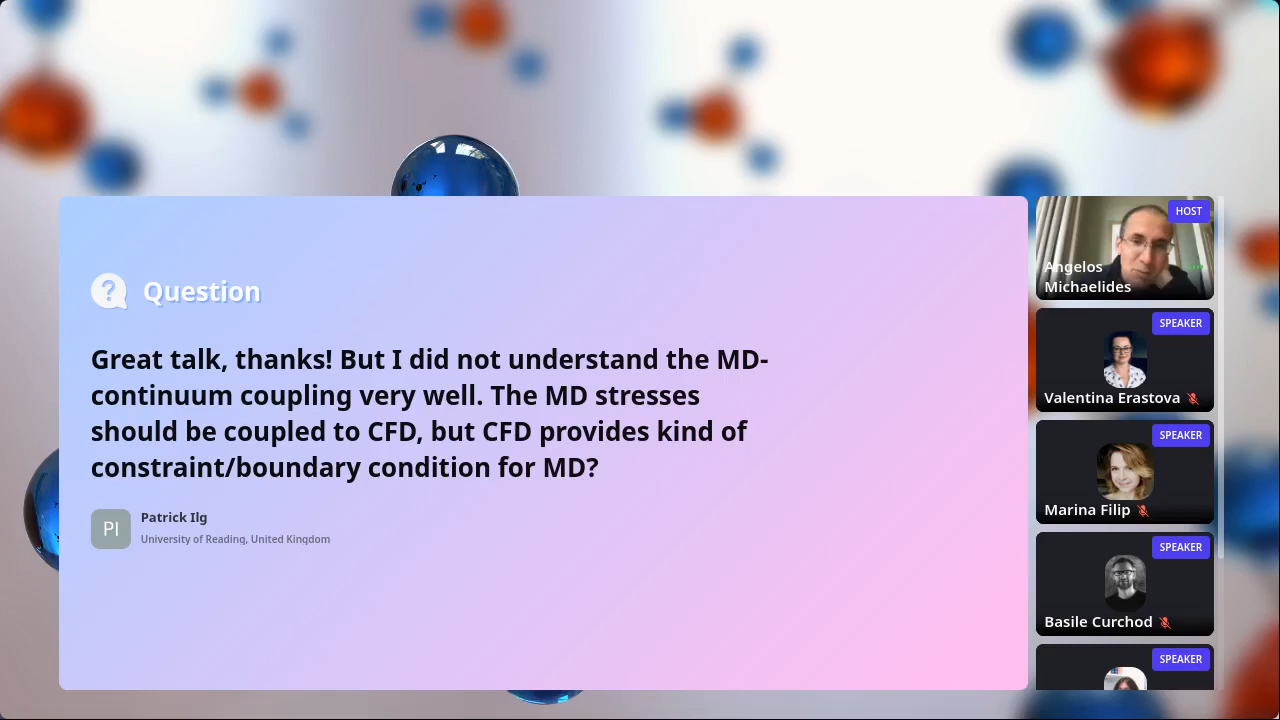 Question
Great talk, thanks! But I did not understand the MD-
continuum coupling very well. The MD stresses
should be coupled to CFD, but CFD provides kind of
constraint/boundary condition for MD?
PI
Patrick Ilg
University of Reading, United Kingdom
HOST
Angelos
Michaelides
SPEAKER
Valentina Erastova
SPEAKER
Marina Filip
SPEAKER
Basile Curchod
SPEAKER